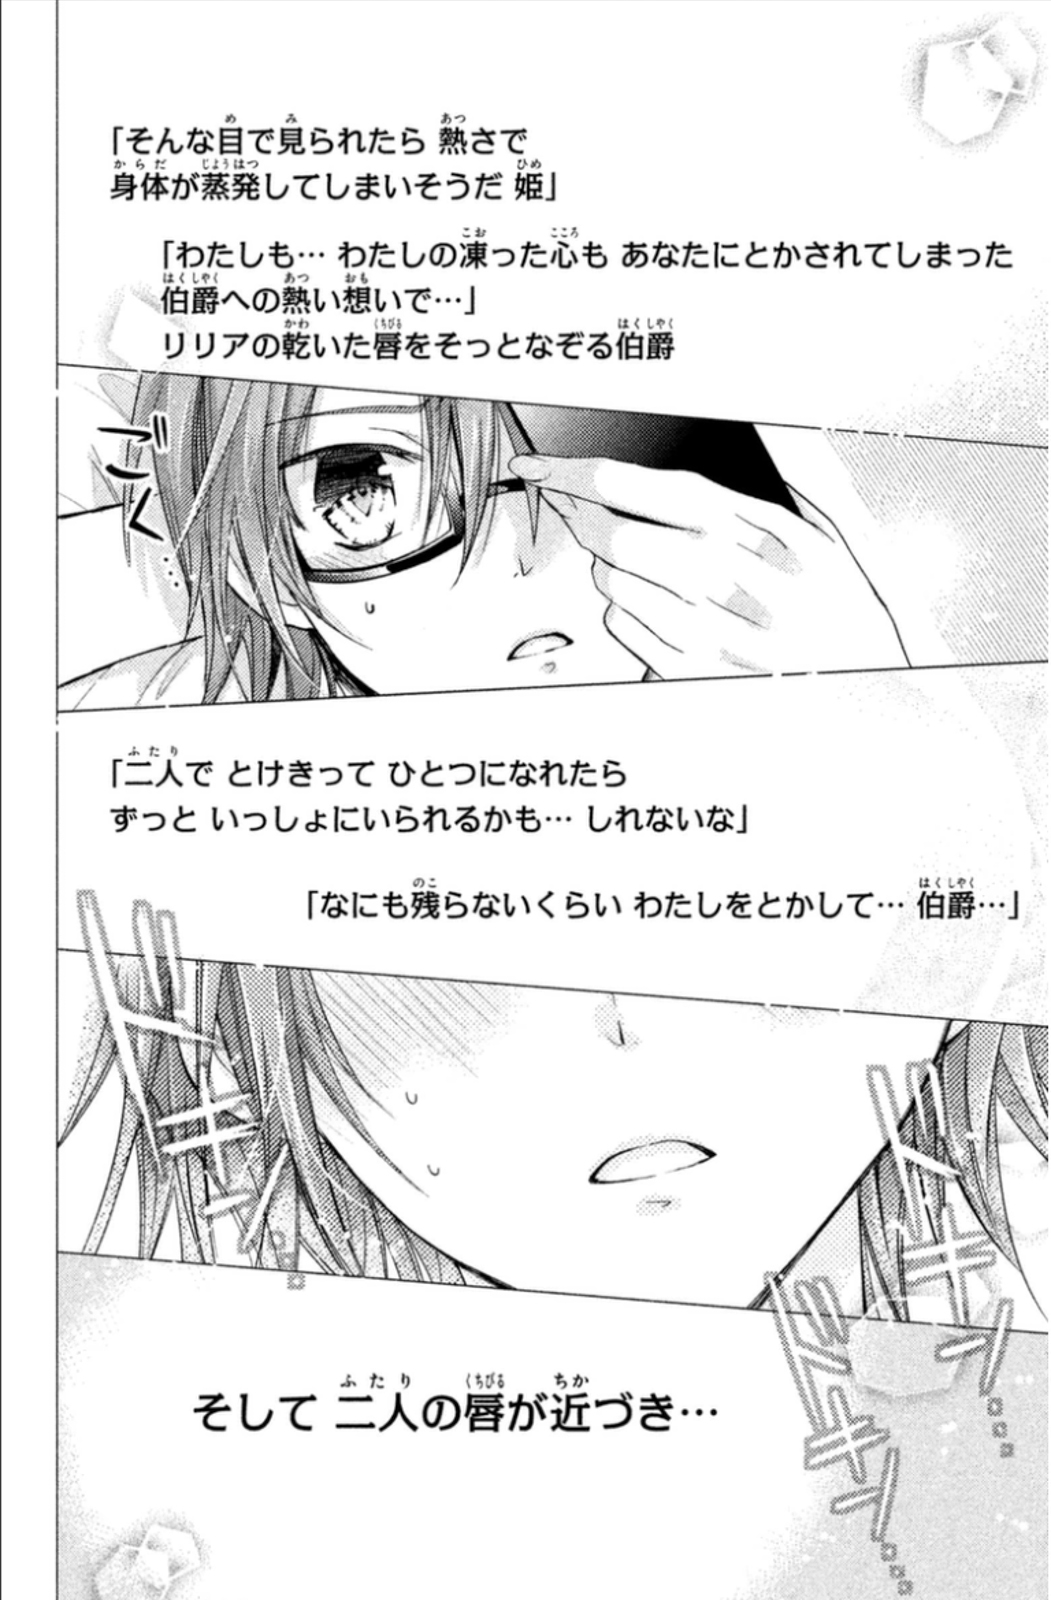 「そんな目で見られたら 熱さで
身体が蒸発してしまいそうだ 姫」
「わたしも… わたしの凍った心も あなたにとかされてしまった
伯爵への熱い想いで…」
リリアの乾いた唇をそっとなぞる伯爵
ごくっ…
「二人で とけきって ひとつになれたら
ずっと いっしょにいられるかも… しれないな」
「なにも残らないくらい わたしをとかして… 伯爵…」
ドキドキ…
そして 二人の唇が近づき…
ドキドキ…
ドキドキ…